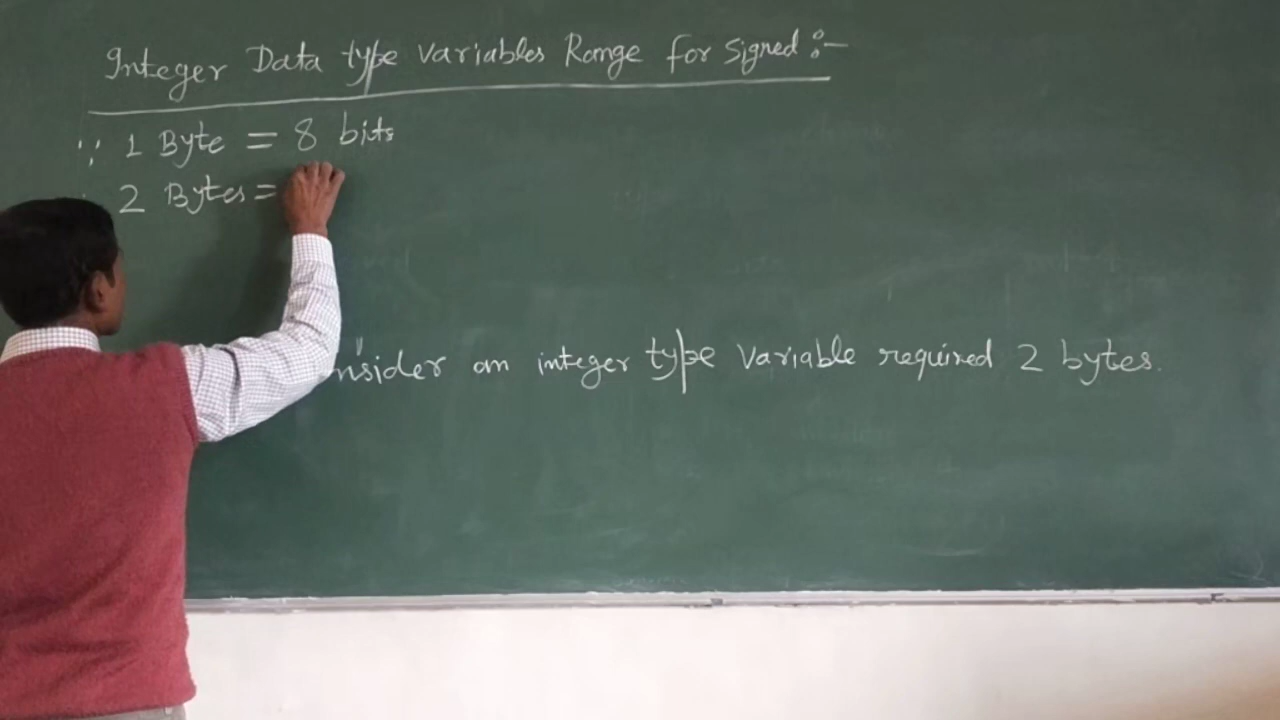 Integer Data type variables Range for Signed :-
∵ 1 Byte = 8 bits
2 Bytes =
nsider an integer type variable required 2 bytes.